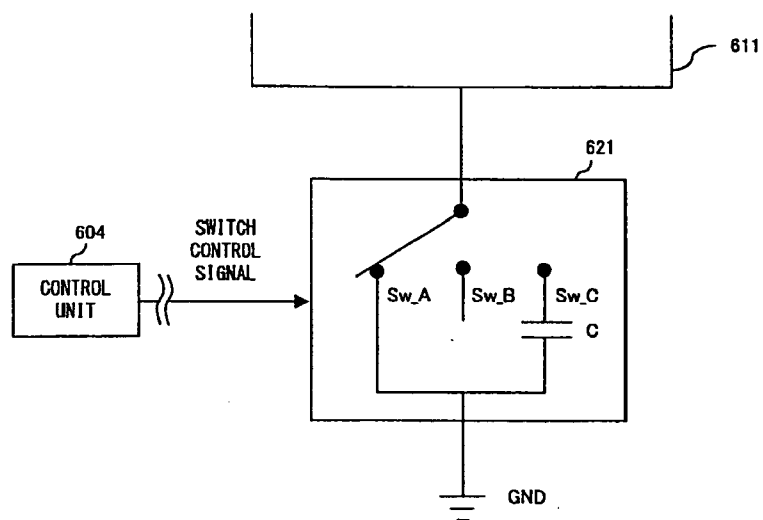 611
621
604
SWITCH
CONTROL
SIGNAL
CONTROL
UNIT
Sw_A
Sw_B
Sw_C
C
GND